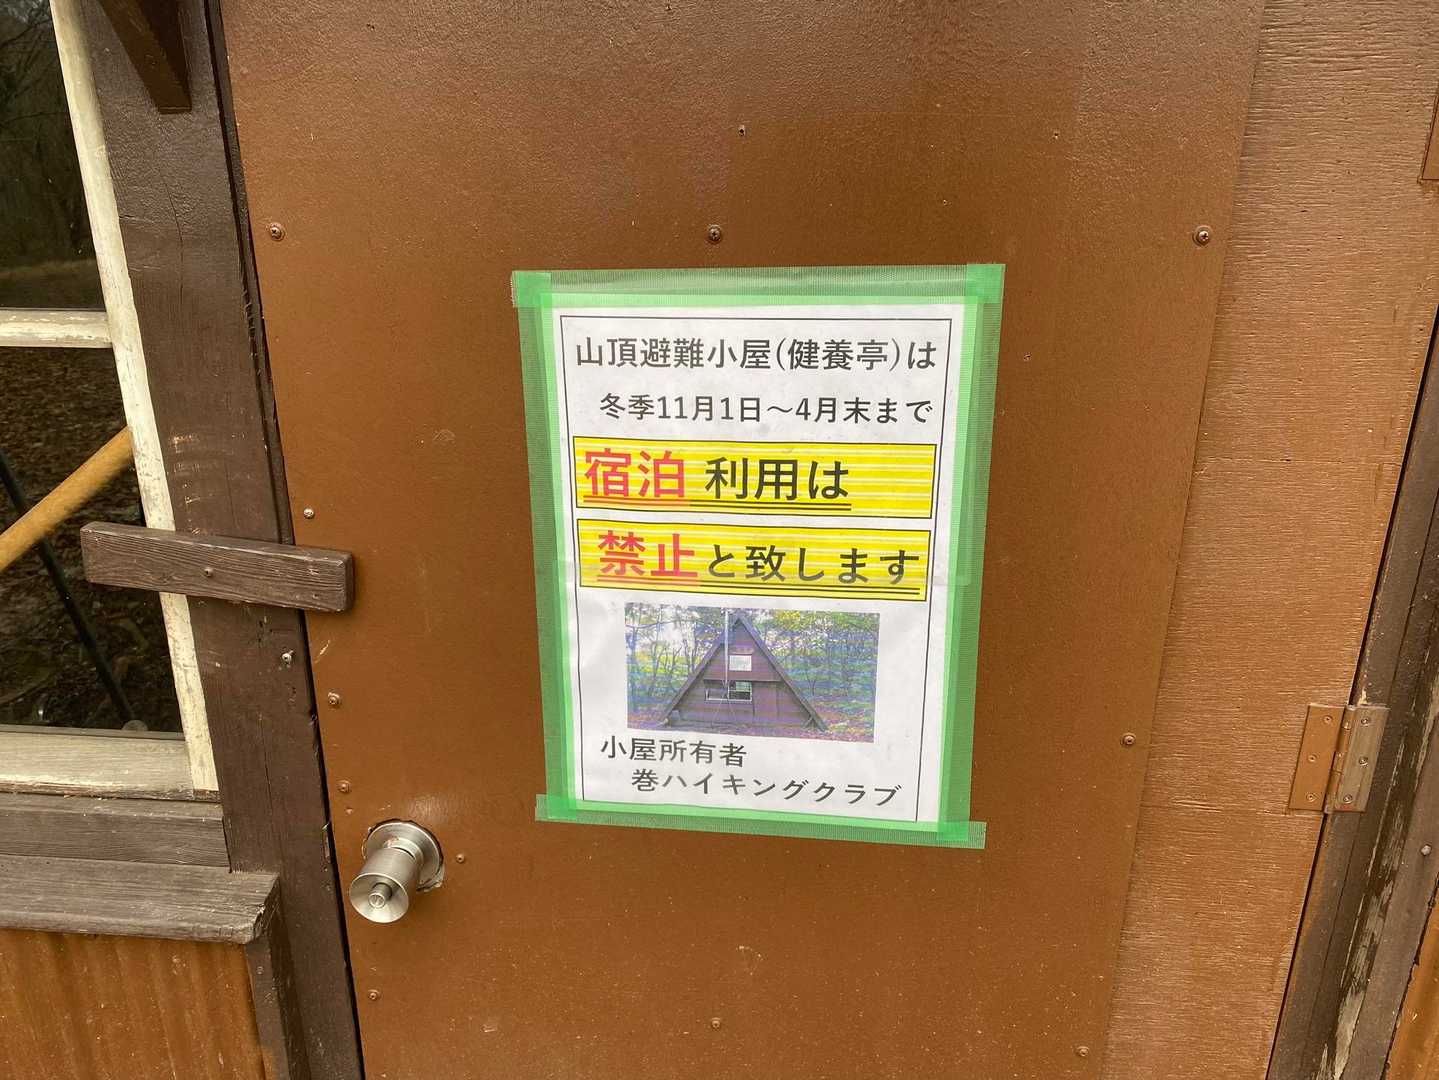 山頂避難小屋(健養亭)は
冬季11月1日～4月末まで
宿泊 利用は
禁止と致します
小屋所有者
巻ハイキングクラブ